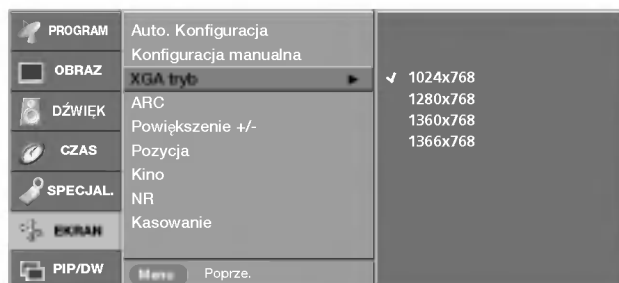 PROGRAM
OBRAZ
DŹWIĘK
CZAS
SPECJAL.
EKRAN
PIP/DW
Auto. Konfiguracja
Konfiguracja manualna
XGA tryb
ARC
Powiększenie +/-
Pozycja
Kino
NR
Kasowanie
Menu Poprze.
1024x768
1280x768
1360x768
1366x768